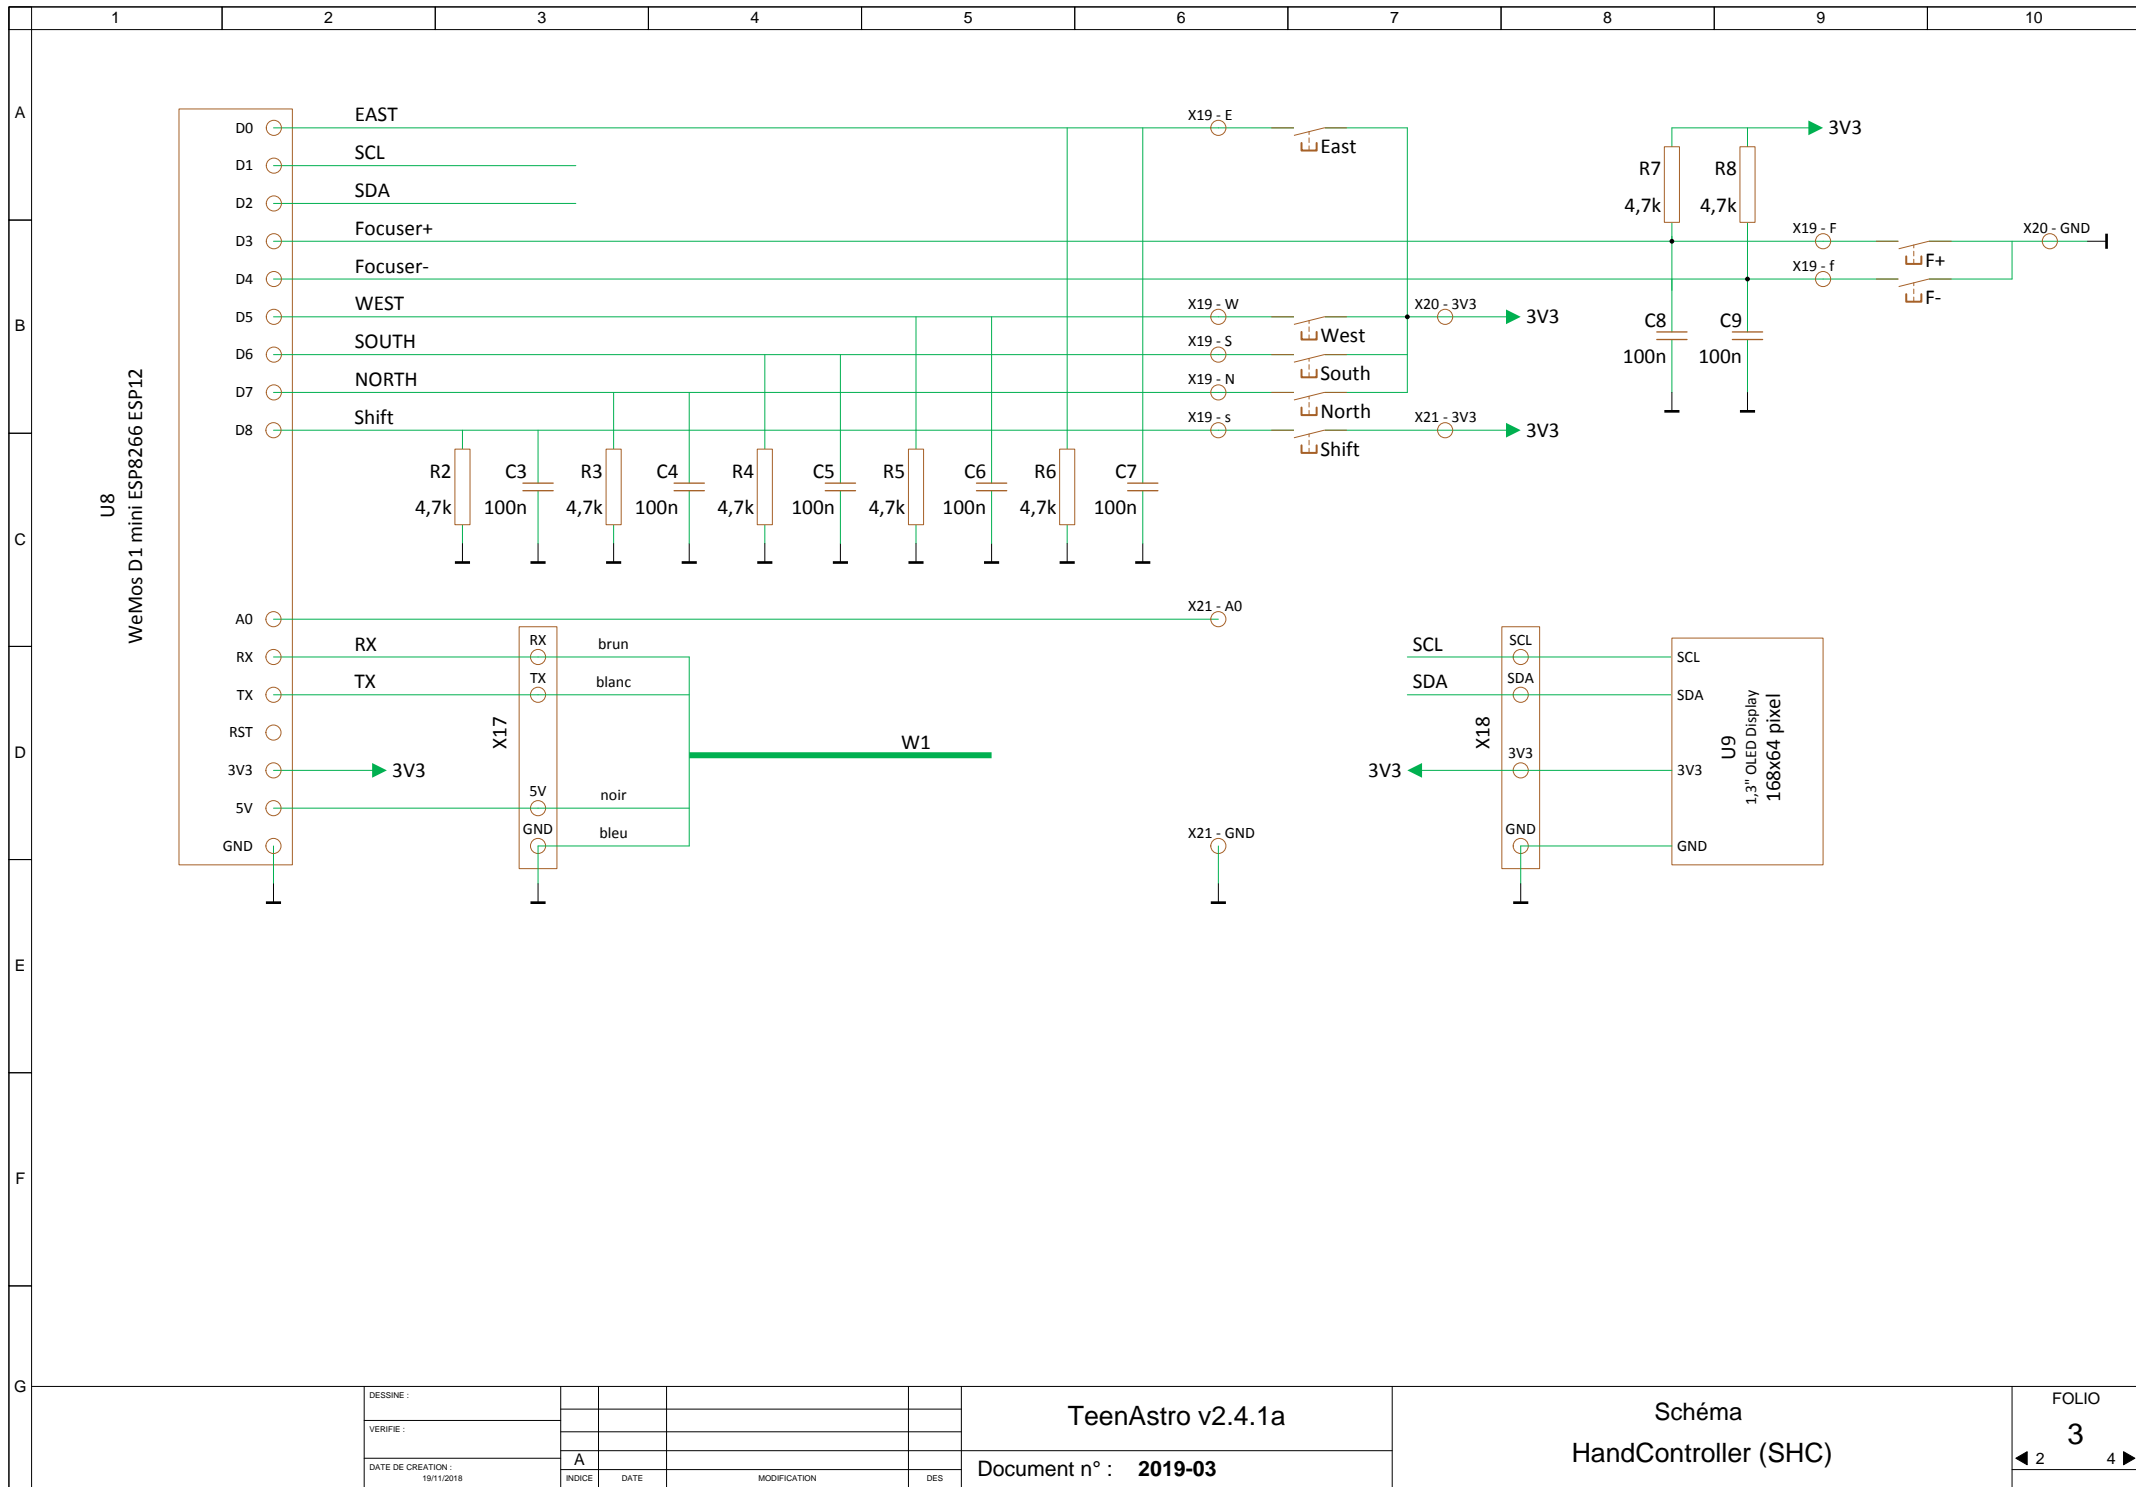 1 2 3 4 5 6 7 8 9 10
A
B
C
D
E
F
G
U8
WeMos D1 mini ESP8266 ESP12
D0 EAST X19 - E East
D1 SCL
D2 SDA
D3 Focuser+ X19 - F F+ X20 - GND
D4 Focuser- X19 - f F-
D5 WEST X19 - W West X20 - 3V3 3V3
D6 SOUTH X19 - S South
D7 NORTH X19 - N North
D8 Shift X19 - s Shift X21 - 3V3 3V3
3V3
R7 R8
4,7k 4,7k
C8 C9
100n 100n
R2 C3 R3 C4 R4 C5 R5 C6 R6 C7
4,7k 100n 4,7k 100n 4,7k 100n 4,7k 100n 4,7k 100n
A0 X21 - A0
RX RX RX brun
TX TX TX blanc
RST
3V3 3V3
5V 5V noir
GND GND bleu
X17
W1
X21 - GND
SCL SCL SCL
SDA SDA SDA
3V3 3V3 3V3
GND GND
X18
U9
1,3" OLED Display
168x64 pixel
DESSINE :
VERIFIE :
DATE DE CREATION :
19/11/2018
A
INDICE DATE MODIFICATION DES
TeenAstro v2.4.1a
Document n° : 2019-03
Schéma
HandController (SHC)
FOLIO
3
2 4